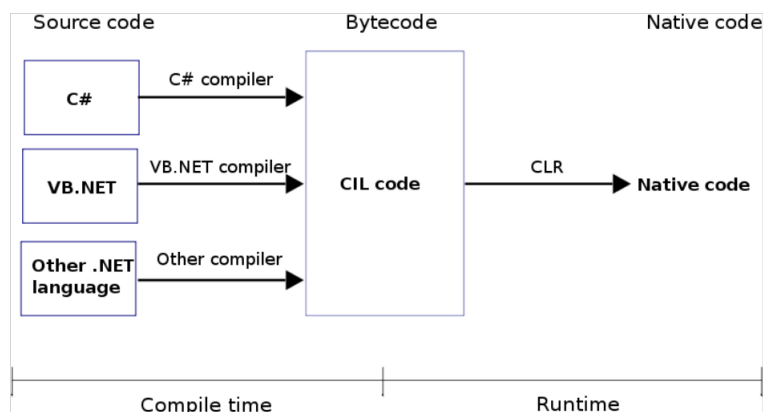 Source code
Bytecode
Native code
C#
C# compiler
VB.NET
VB.NET compiler
CIL code
CLR
Native code
Other .NET
language
Other compiler
Compile time
Runtime